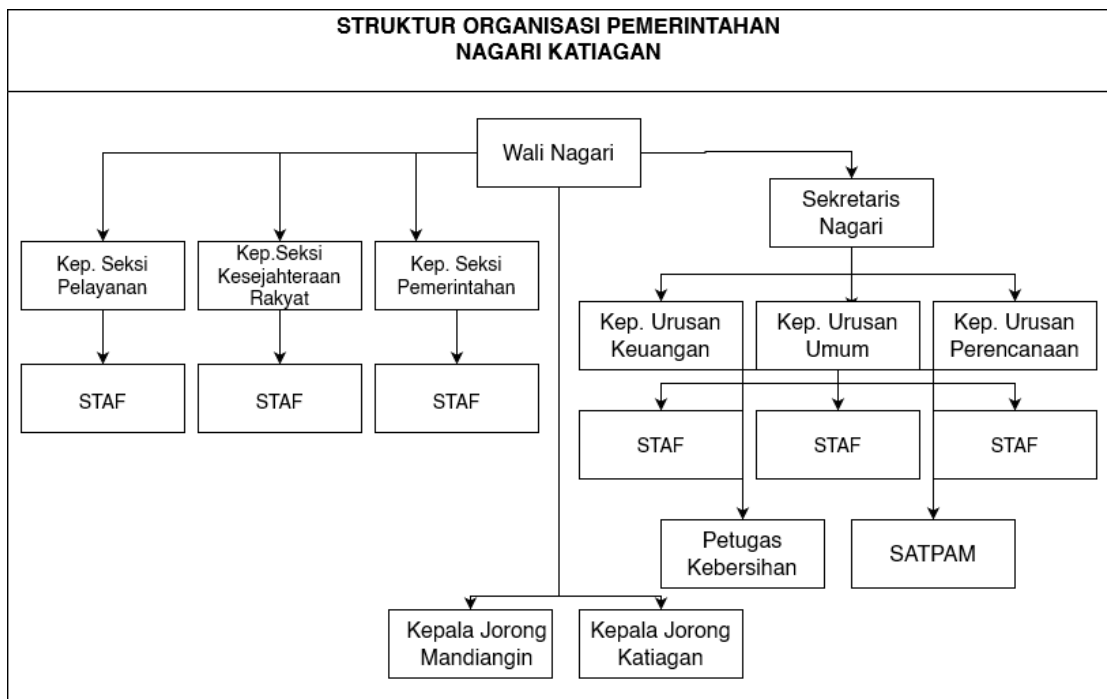 STRUKTUR ORGANISASI PEMERINTAHAN
NAGARI KATIAGAN
Wali Nagari
Sekretaris
Nagari
Kep. Seksi
Pelayanan
Kep.Seksi
Kesejahteraan
Rakyat
Kep. Seksi
Pemerintahan
Kep. Urusan
Keuangan
Kep. Urusan
Umum
Kep. Urusan
Perencanaan
STAF
STAF
STAF
STAF
STAF
STAF
Petugas
Kebersihan
SATPAM
Kepala Jorong
Mandiangin
Kepala Jorong
Katiagan